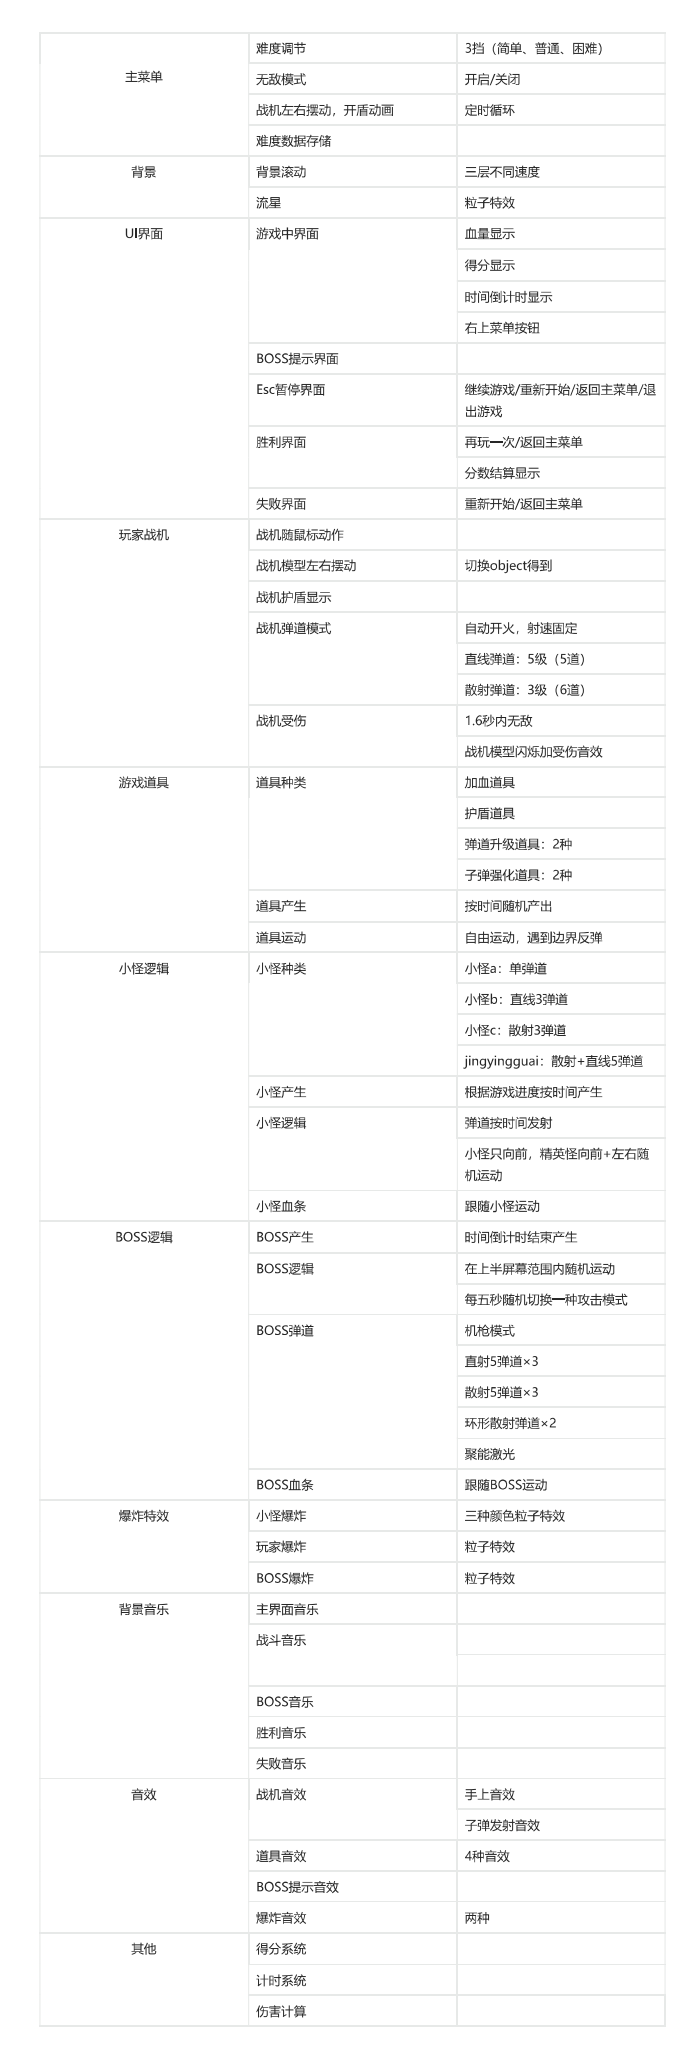 主菜单
难度调节
3挡（简单、普通、困难）
无敌模式
开启/关闭
战机左右摆动，开盾动画
定时循环
难度数据存储
背景
背景滚动
三层不同速度
流星
粒子特效
UI界面
游戏中界面
血量显示
得分显示
时间倒计时显示
右上菜单按钮
BOSS提示界面
Esc暂停界面
继续游戏/重新开始/返回主菜单/退
出游戏
胜利界面
再玩一次/返回主菜单
分数结算显示
失败界面
重新开始/返回主菜单
玩家战机
战机随鼠标动作
战机模型左右摆动
切换object得到
战机护盾显示
战机弹道模式
自动开火，射速固定
直线弹道：5级（5道）
散射弹道：3级（6道）
战机受伤
1.6秒内无敌
战机模型闪烁加受伤音效
游戏道具
道具种类
加血道具
护盾道具
弹道升级道具：2种
子弹强化道具：2种
道具产生
按时间随机产出
道具运动
自由运动，遇到边界反弹
小怪逻辑
小怪种类
小怪a：单弹道
小怪b：直线3弹道
小怪c：散射3弹道
jingyingguai：散射+直线5弹道
小怪产生
根据游戏进度按时间产生
小怪逻辑
弹道按时间发射
小怪只向前，精英怪向前+左右随
机运动
小怪血条
跟随小怪运动
BOSS逻辑
BOSS产生
时间倒计时结束产生
BOSS逻辑
在上半屏幕范围内随机运动
每五秒随机切换一种攻击模式
BOSS弹道
机枪模式
直射5弹道×3
散射5弹道×3
环形散射弹道×2
聚能激光
BOSS血条
跟随BOSS运动
爆炸特效
小怪爆炸
三种颜色粒子特效
玩家爆炸
粒子特效
BOSS爆炸
粒子特效
背景音乐
主界面音乐
战斗音乐
BOSS音乐
胜利音乐
失败音乐
音效
战机音效
手上音效
子弹发射音效
道具音效
4种音效
BOSS提示音效
爆炸音效
两种
其他
得分系统
计时系统
伤害计算